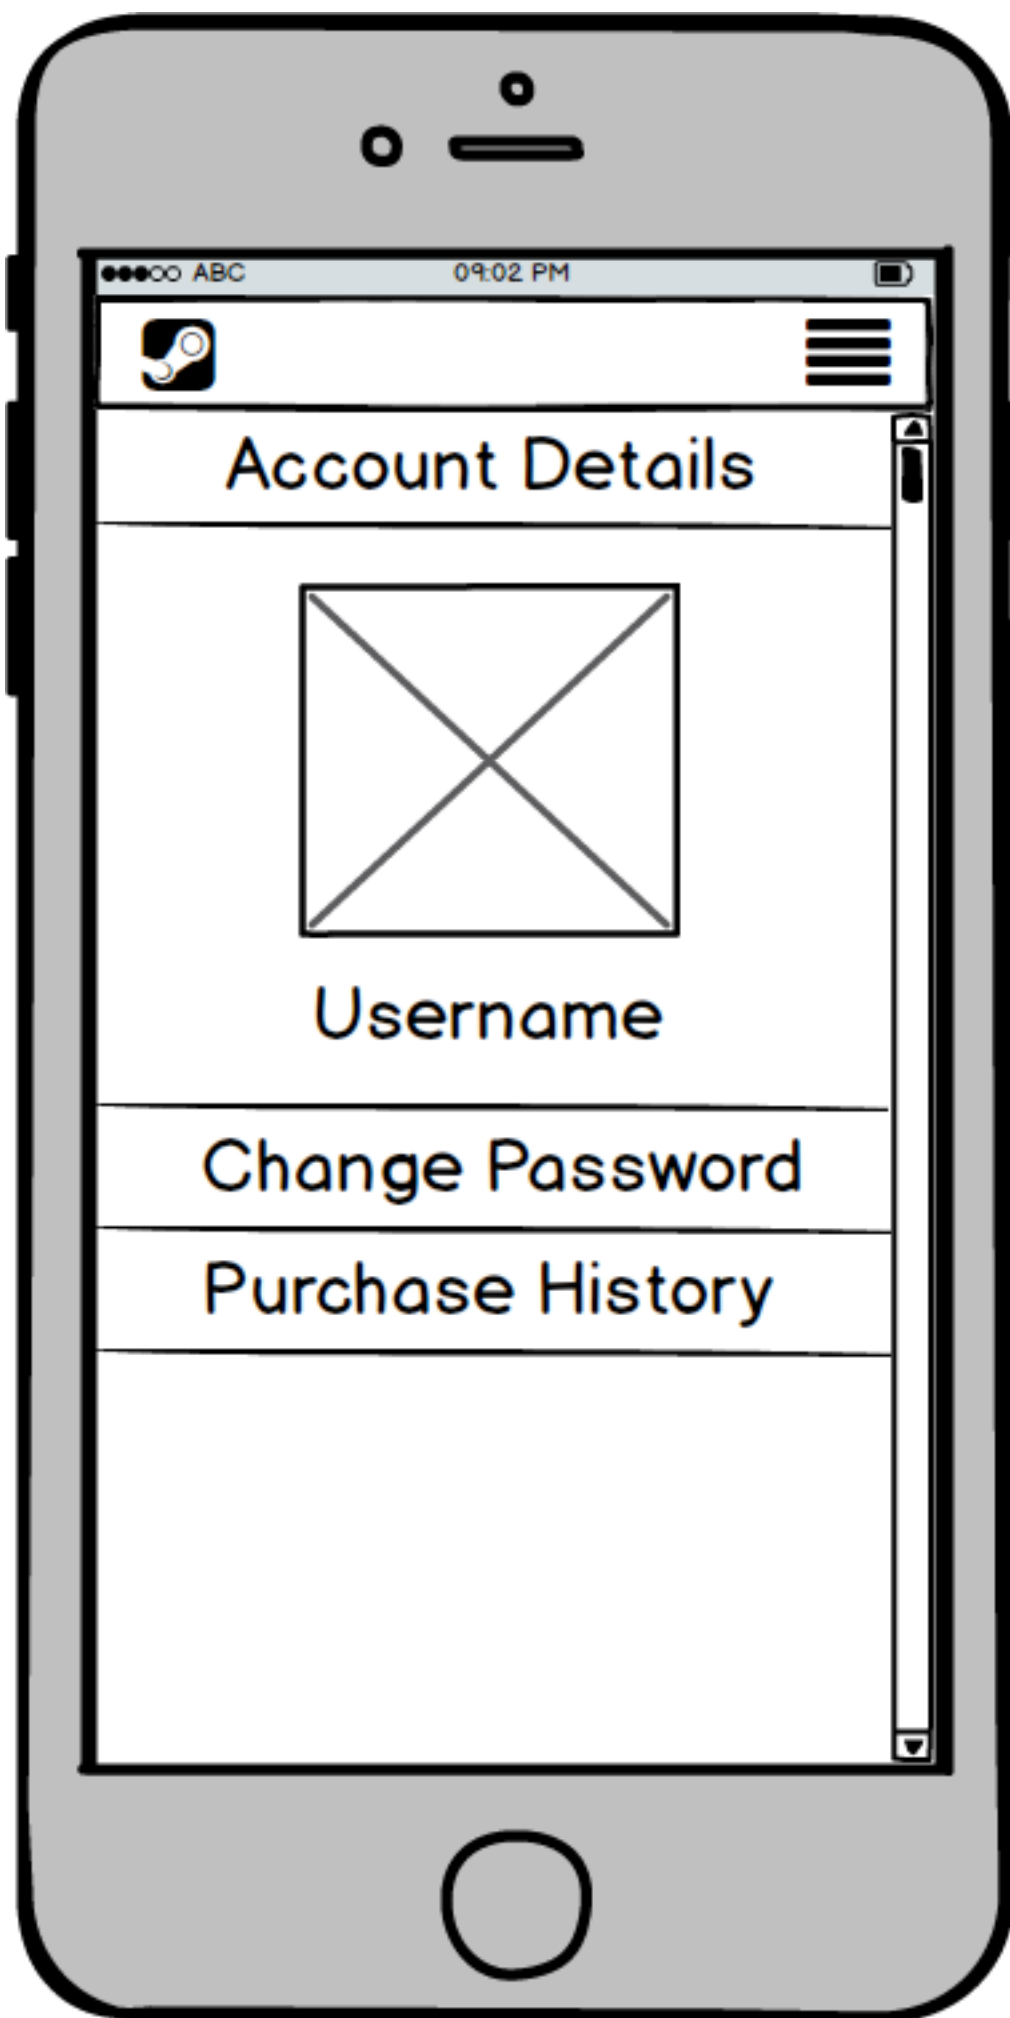 ABC 09:02 PM
Account Details
Username
Change Password
Purchase History